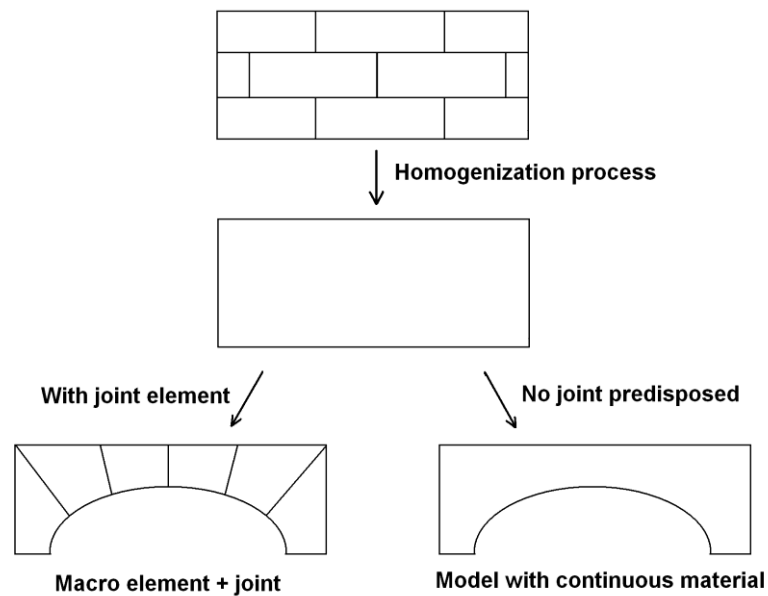 Homogenization process
With joint element
No joint predisposed
Macro element + joint
Model with continuous material